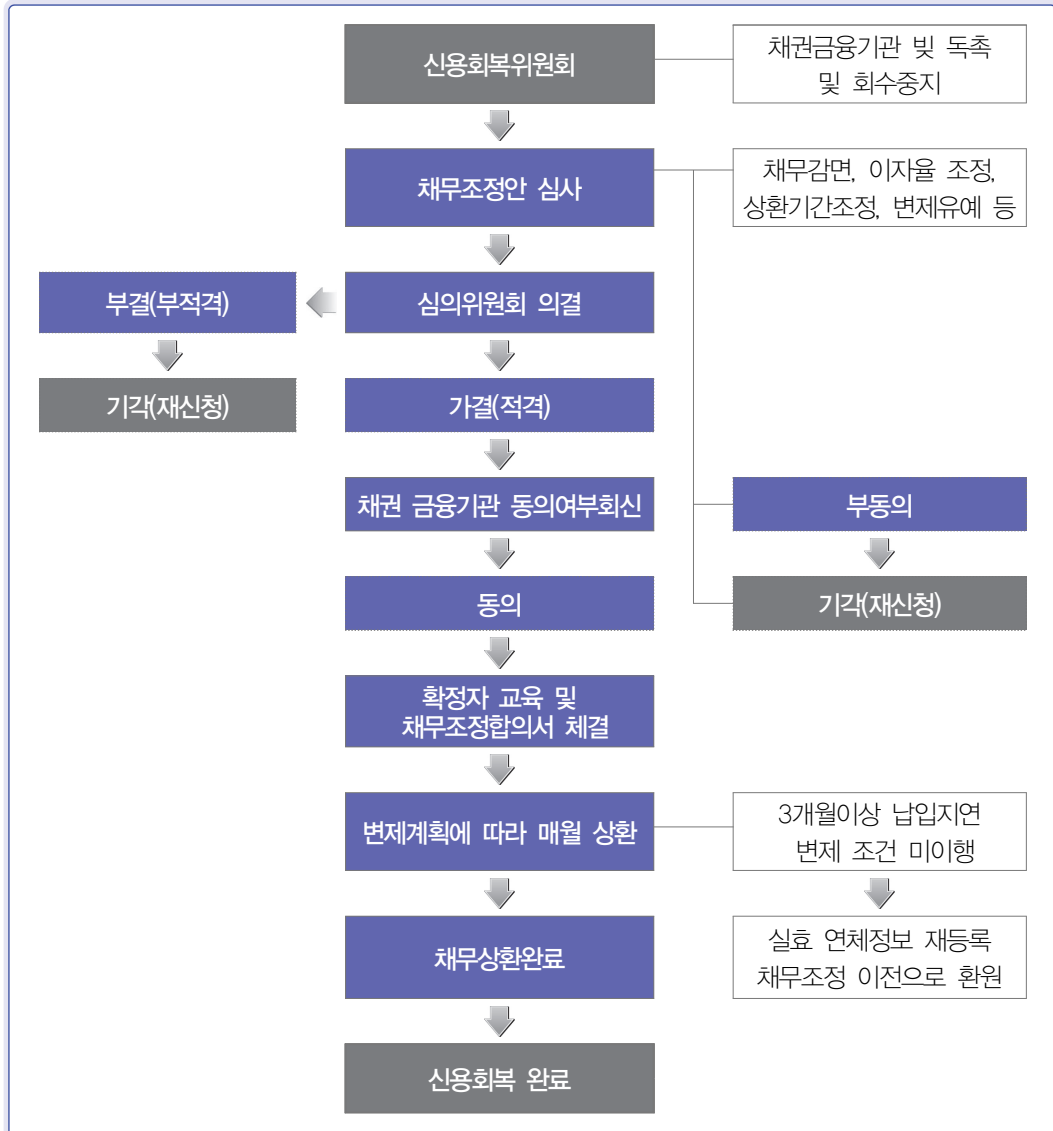 신용회복위원회
채권금융기관 빚 독촉
및 회수중지
채무조정안 심사
채무감면, 이자율 조정,
상환기간조정, 변제유예 등
부결(부적격)
심의위원회 의결
기각(재신청)
가결(적격)
채권 금융기관 동의여부회신
부동의
동의
기각(재신청)
확정자 교육 및
채무조정합의서 체결
변제계획에 따라 매월 상환
3개월이상 납입지연
변제 조건 미이행
채무상환완료
실효 연체정보 재등록
채무조정 이전으로 환원
신용회복 완료